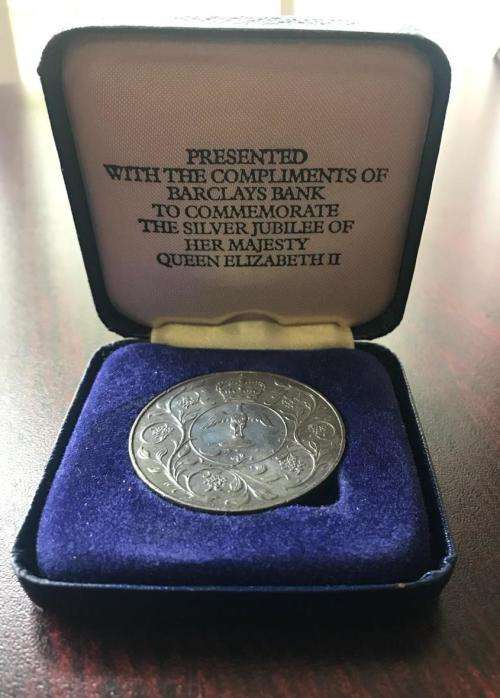 PRESENTED
WITH THE COMPLIMENTS OF
BARCLAYS BANK
TO COMMEMORATE
THE SILVER JUBILEE OF
HER MAJESTY
QUEEN ELIZABETH II